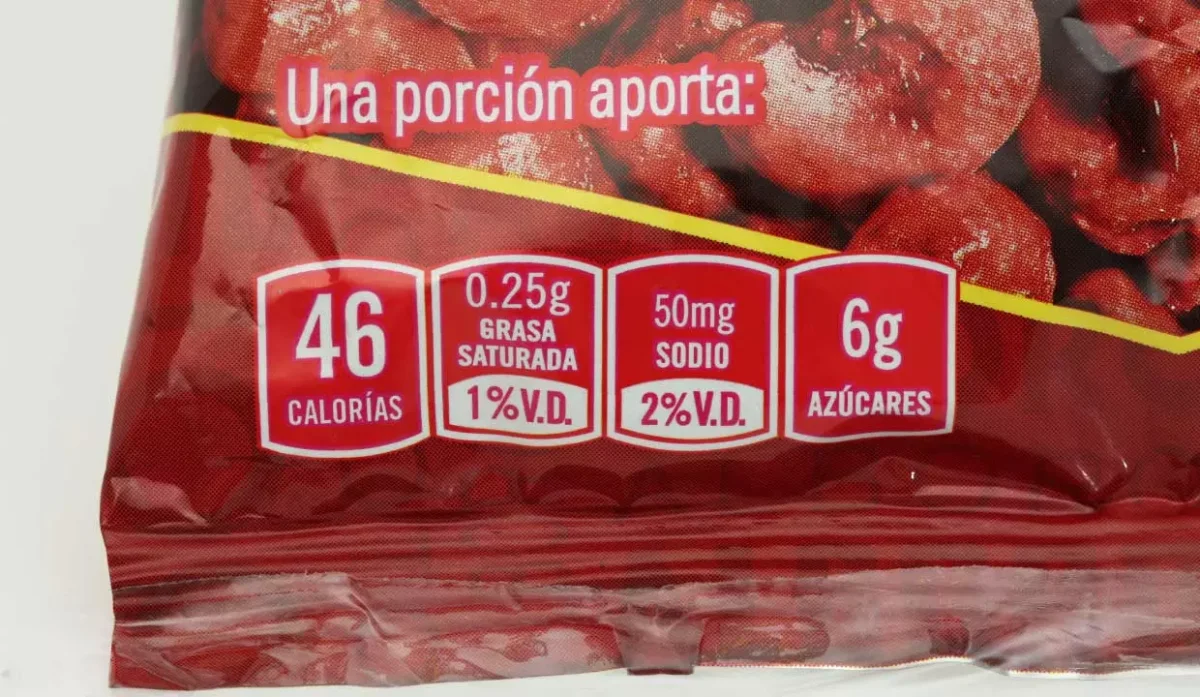 Una porción aporta:
46
CALORÍAS
0.25g
GRASA
SATURADA
1%V.D.
50mg
SODIO
2%V.D.
6g
AZÚCARES